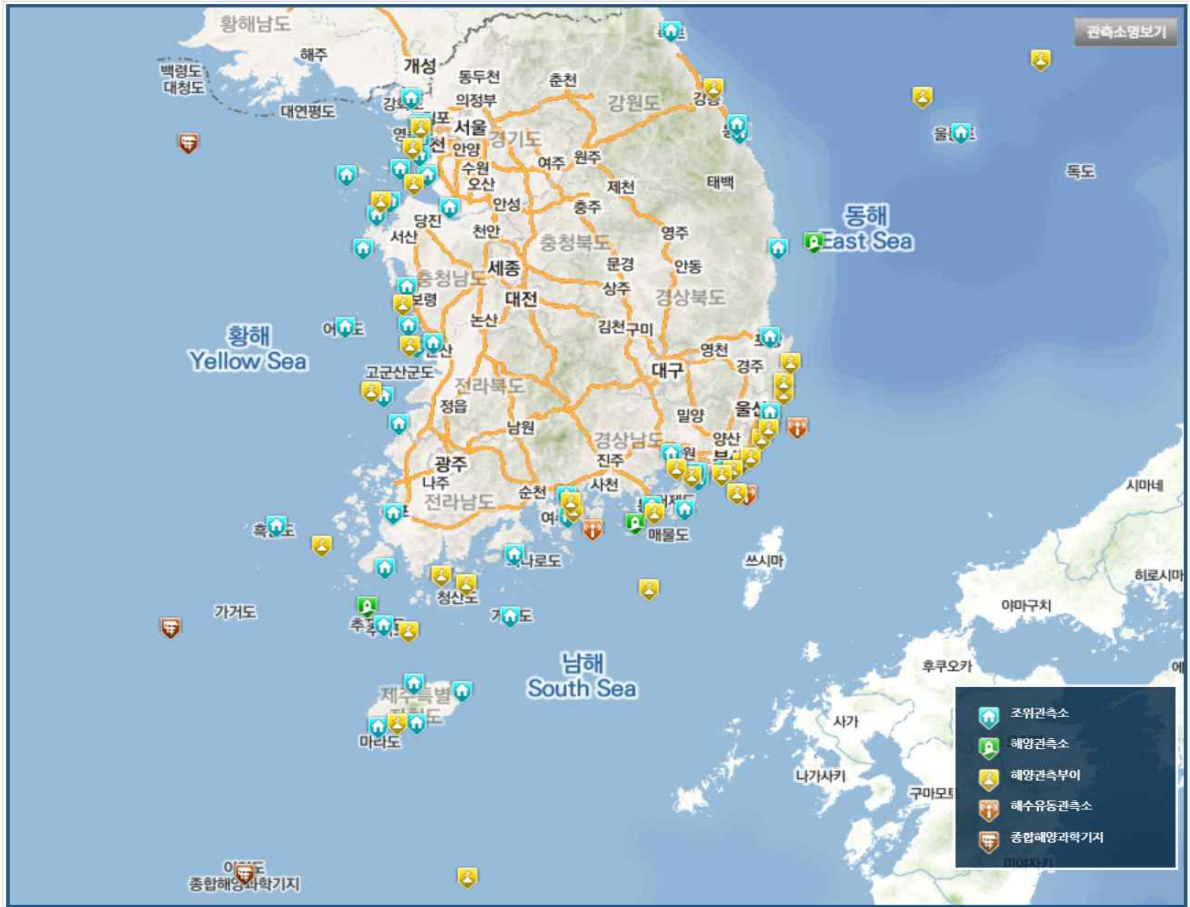 황해남도
관측소명보기
해주
개성
백령도
대청도
동두천
춘천
대연평도
의정부
강원도
서울
경기도
안양
여주
원주
수원
오산
제천
태백
독도
안성
충주
당진
동해
East Sea
서산
천안
충청북도
영주
세종
문경
안동
충청남도
보령
대전
상주
경상북도
논산
김천
구미
황해
Yellow Sea
영천
고군산군도
대구
경주
전라북도
정읍
밀양
남원
경상남도
양산
광주
진주
나주
사천
시마네
전라남도
순천
매물도
쓰시마
히로시마
청산도
가거도
야마구치
남해
South Sea
후쿠오카
제주특별
사가
조위관측소
마라도
해양관측소
나가사키
해양관측부이
구마모토
해수유동관측소
종합해양과학기지
종합해양과학기지